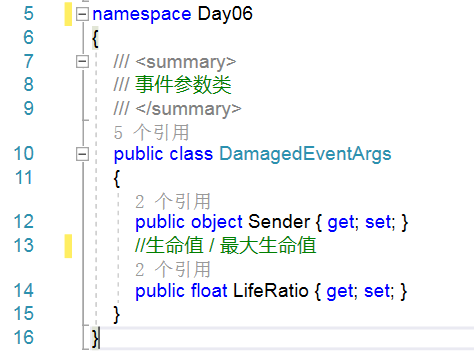 5 namespace Day06
6 {
7 /// <summary>
8 /// 事件参数类
9 /// </summary>
5 个引用
10 public class DamagedEventArgs
11 {
2 个引用
12 public object Sender { get; set; }
13 //生命值 / 最大生命值
2 个引用
14 public float LifeRatio { get; set; }
15 }
16 }